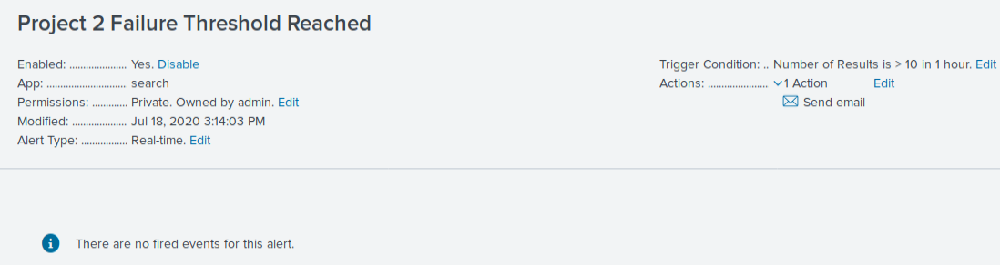 Project 2 Failure Threshold Reached
Enabled: ..................... Yes. Disable
App: ............................. search
Permissions: ............. Private. Owned by admin. Edit
Modified: .................... Jul 18, 2020 3:14:03 PM
Alert Type: ................. Real-time. Edit
Trigger Condition: .. Number of Results is > 10 in 1 hour. Edit
Actions: ...................... 1 Action Edit
Send email
There are no fired events for this alert.